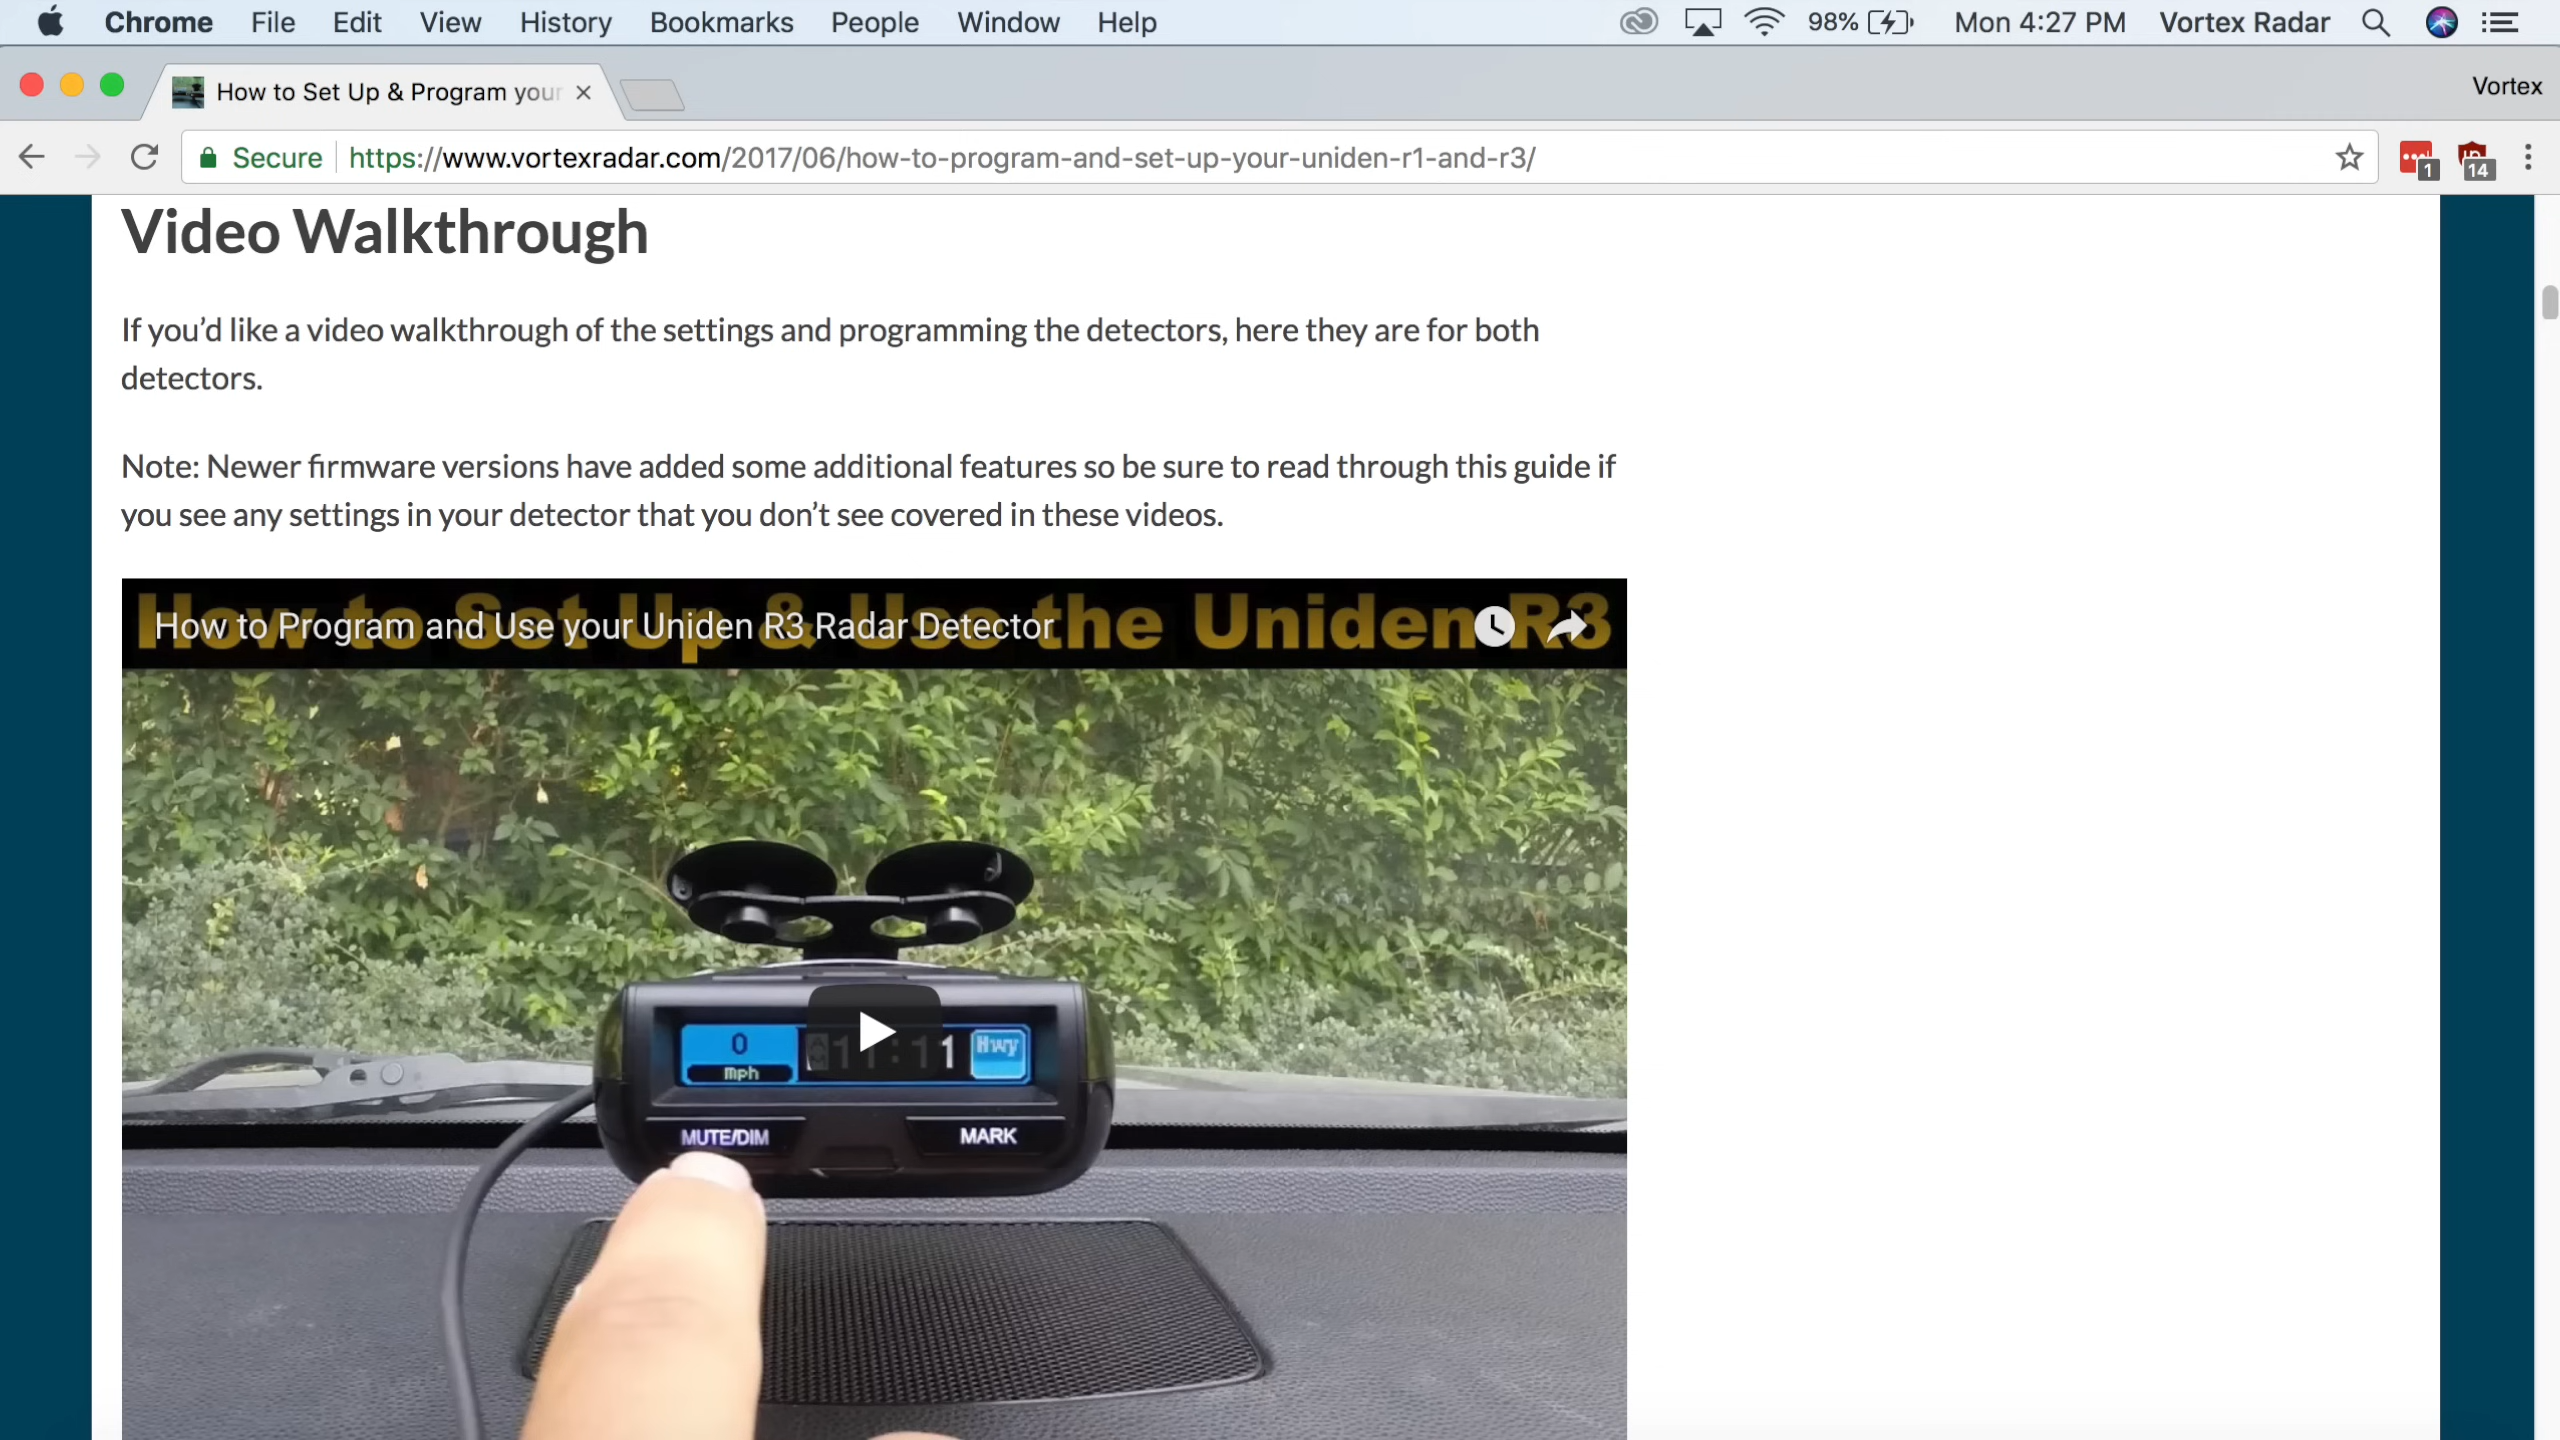 Chrome File Edit View History Bookmarks People Window Help 98% Mon 4:27 PM Vortex Radar
How to Set Up & Program your Vortex
Secure https://www.vortexradar.com/2017/06/how-to-program-and-set-up-your-uniden-r1-and-r3/ 1 14
Video Walkthrough
If you’d like a video walkthrough of the settings and programming the detectors, here they are for both
detectors.
Note: Newer firmware versions have added some additional features so be sure to read through this guide if
you see any settings in your detector that you don’t see covered in these videos.
How to Set Up & Use the Uniden R3
How to Program and Use your Uniden R3 Radar Detector
0 11:11 Hwy
mph
MUTE/DIM MARK